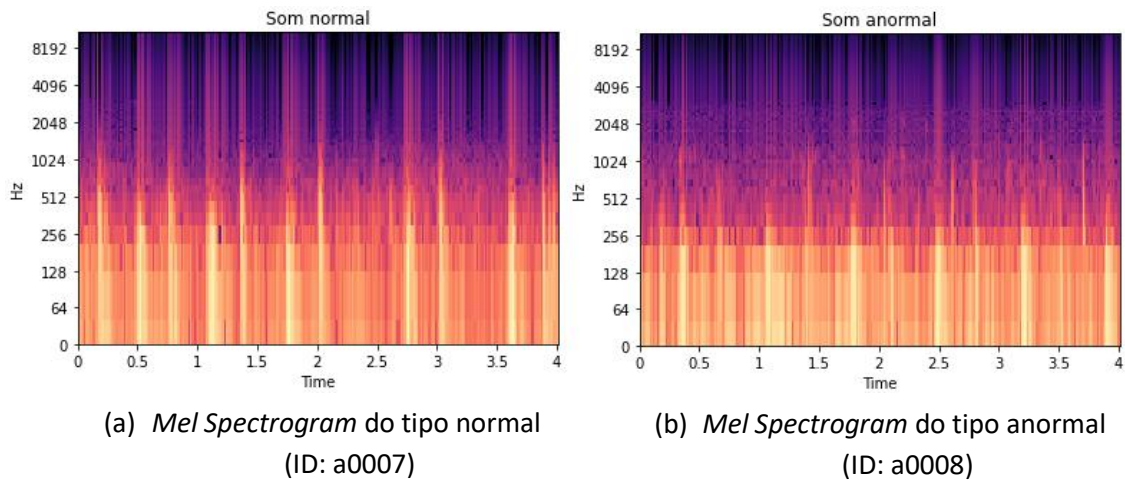 Som normal
8192
4096
2048
1024
512
256
128
64
0
Hz
0 0.5 1 1.5 2 2.5 3 3.5 4
Time
(a) Mel Spectrogram do tipo normal
(ID: a0007)
Som anormal
8192
4096
2048
1024
512
256
128
64
0
Hz
0 0.5 1 1.5 2 2.5 3 3.5 4
Time
(b) Mel Spectrogram do tipo anormal
(ID: a0008)